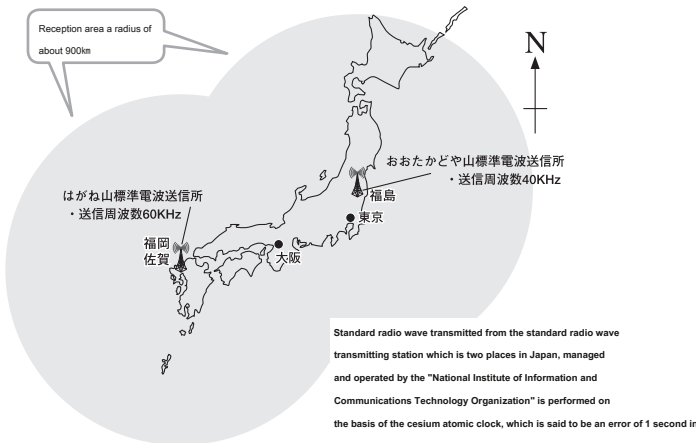 Reception area a radius of
about 900km
N
おおたかどや山標準電波送信所
・送信周波数40KHz
福島
はがね山標準電波送信所
・送信周波数60KHz
東京
福岡
佐賀
大阪
Standard radio wave transmitted from the standard radio wave
transmitting station which is two places in Japan, managed
and operated by the "National Institute of Information and
Communications Technology Organization" is performed on
the basis of the cesium atomic clock, which is said to be an error of 1 second in